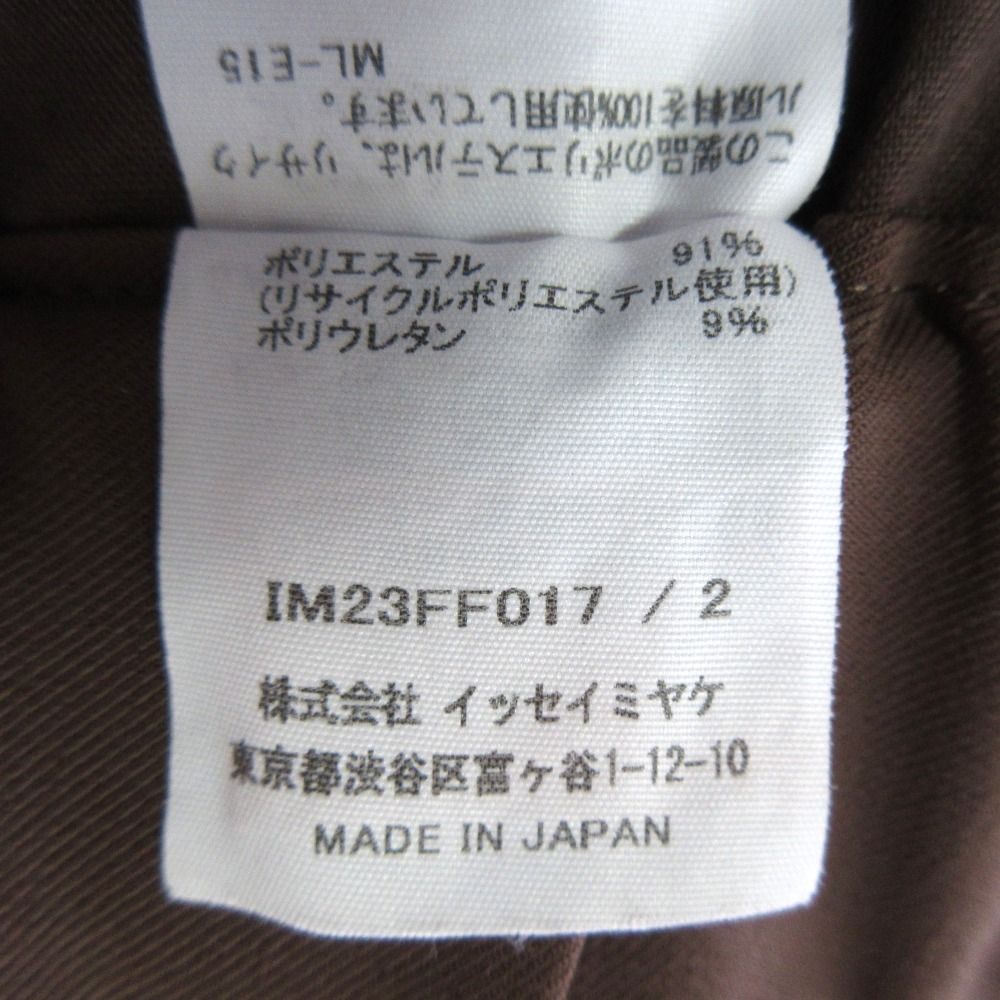 この製品のポリエステルは、リサイク
ル原料を100%使用しています。
ML-E15
ポリエステル 91%
(リサイクルポリエステル使用)
ポリウレタン 9%
IM23FF017 / 2
株式会社 イッセイミヤケ
東京都渋谷区富ヶ谷1-12-10
MADE IN JAPAN